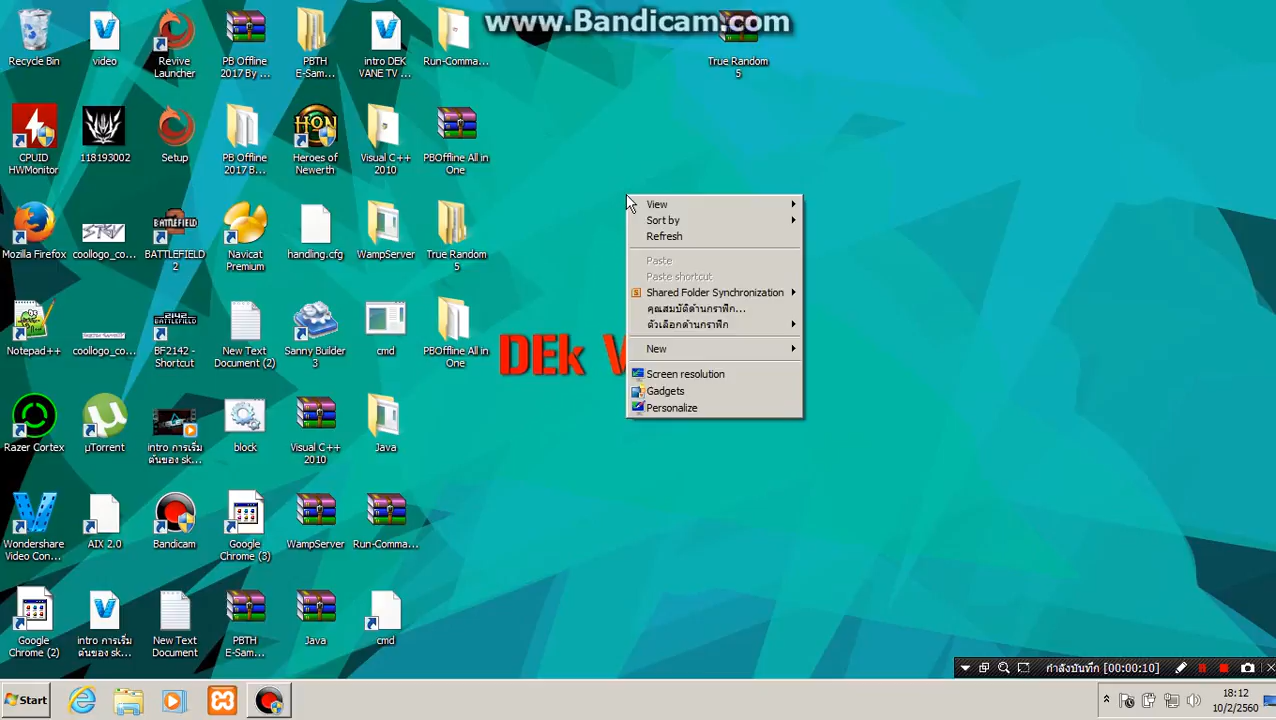 www.Bandicam.com
Recycle Bin
video
Revive
Launcher
PB Offline
2017 By ...
PBTH
E-Sam...
intro DEK
VANE TV ...
Run-Comma...
True Random
5
CPUID
HWMonitor
118193002
Setup
PB Offline
2017 B...
Heroes of
Newerth
Visual C++
2010
PBOffline All in
One
Mozilla Firefox
coollogo_co...
BATTLEFIELD
2
Navicat
Premium
handling.cfg
WampServer
True Random
5
Notepad++
coollogo_co...
BF2142 -
Shortcut
New Text
Document (2)
Sanny Builder
3
cmd
PBOffline All in
One
DEk
View
Sort by
Refresh
Paste
Paste shortcut
Shared Folder Synchronization
คุณสมบัติด้านกราฟิก...
ตัวเลือกด้านกราฟิก
New
Screen resolution
Gadgets
Personalize
Razer Cortex
µTorrent
intro การเริ่ม
ต้นของ sk...
block
Visual C++
2010
Java
Wondershare
Video Con...
AIX 2.0
Bandicam
Google
Chrome (3)
WampServer
Run-Comma...
Google
Chrome (2)
intro การเริ่ม
ต้นของ sk...
New Text
Document
PBTH
E-Sam...
Java
cmd
กำลังบันทึก [00:00:10]
Start
18:12
10/2/2560